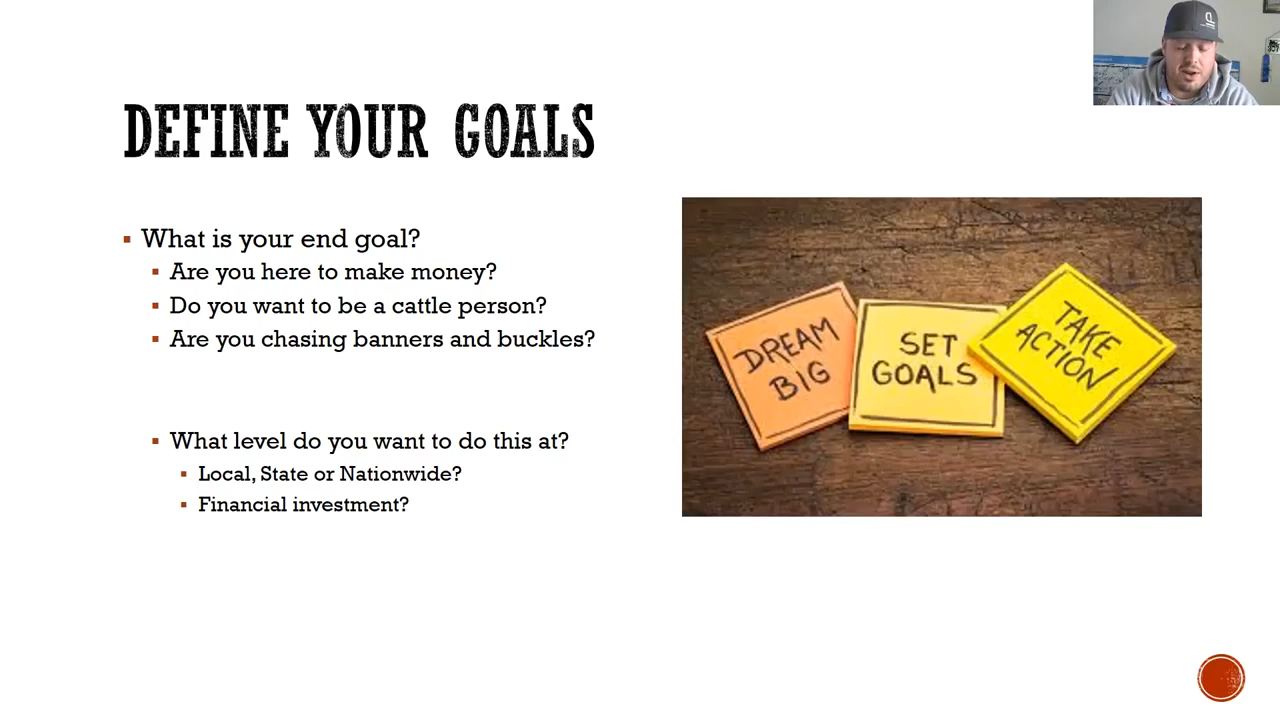 DEFINE YOUR GOALS
What is your end goal?
Are you here to make money?
Do you want to be a cattle person?
Are you chasing banners and buckles?
What level do you want to do this at?
Local, State or Nationwide?
Financial investment?
DREAM
BIG
SET
GOALS
TAKE
ACTION